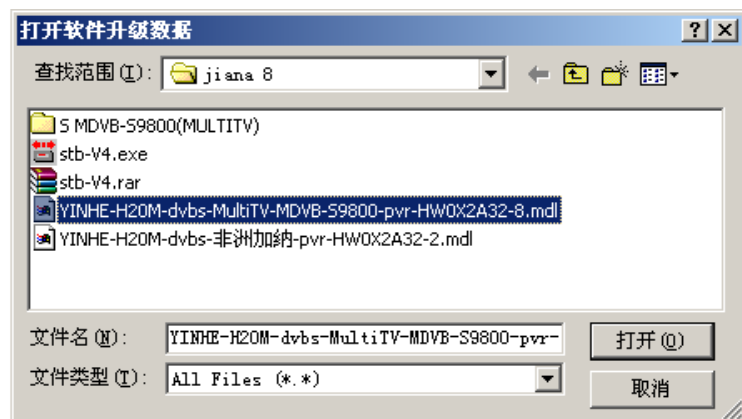 打开软件升级数据
查找范围(I): jiana 8
S MDVB-S9800(MULTITV)
stb-V4.exe
stb-V4.rar
YINHE-H20M-dvbs-MultiTV-MDVB-S9800-pvr-HW0X2A32-8.mdl
YINHE-H20M-dvbs-非洲加纳-pvr-HW0X2A32-2.mdl
文件名(N): YINHE-H20M-dvbs-MultiTV-MDVB-S9800-pvr-
打开(O)
文件类型(T): All Files (*.*)
取消